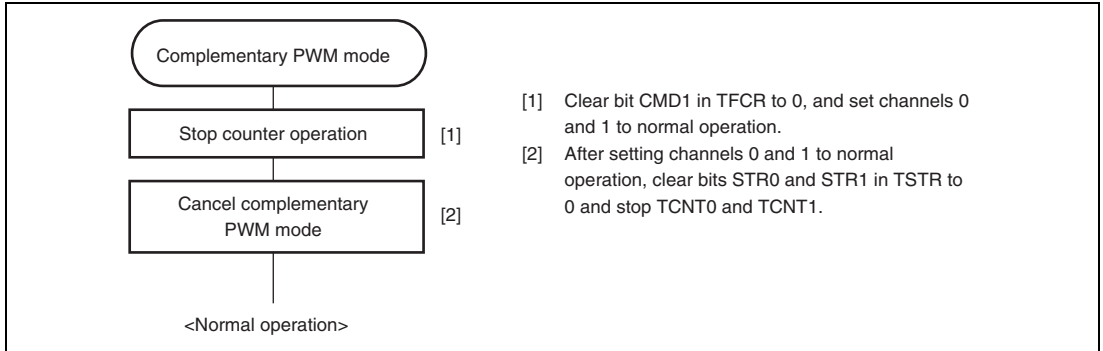 Complementary PWM mode
Stop counter operation
[1]
Cancel complementary
PWM mode
[2]
<Normal operation>
[1] Clear bit CMD1 in TFCR to 0, and set channels 0
and 1 to normal operation.
[2] After setting channels 0 and 1 to normal
operation, clear bits STR0 and STR1 in TSTR to
0 and stop TCNT0 and TCNT1.